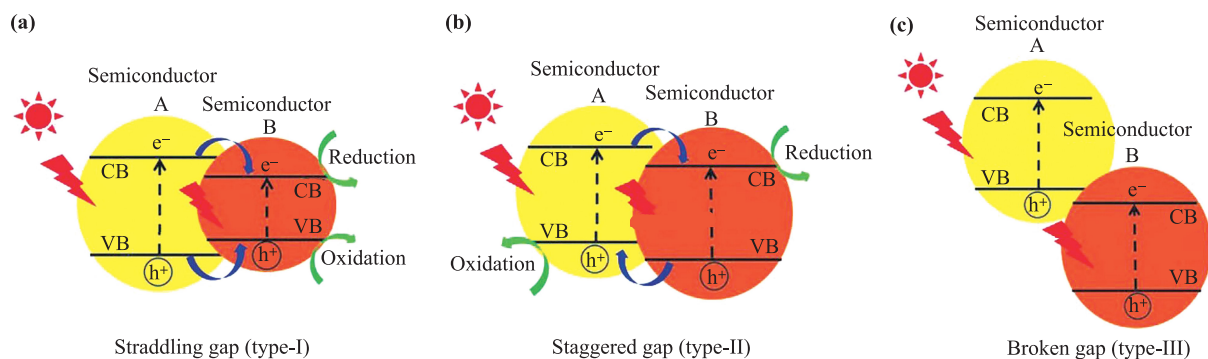 (a)
Semiconductor
A
Semiconductor
B
e⁻
CB
e⁻
CB
Reduction
VB
VB
h⁺
h⁺
Oxidation
Straddling gap (type-I)
(b)
Semiconductor
A
Semiconductor
B
e⁻
CB
e⁻
CB
Reduction
VB
VB
h⁺
h⁺
Oxidation
Staggered gap (type-II)
(c)
Semiconductor
A
e⁻
CB
Semiconductor
B
VB
h⁺
e⁻
CB
VB
h⁺
Broken gap (type-III)